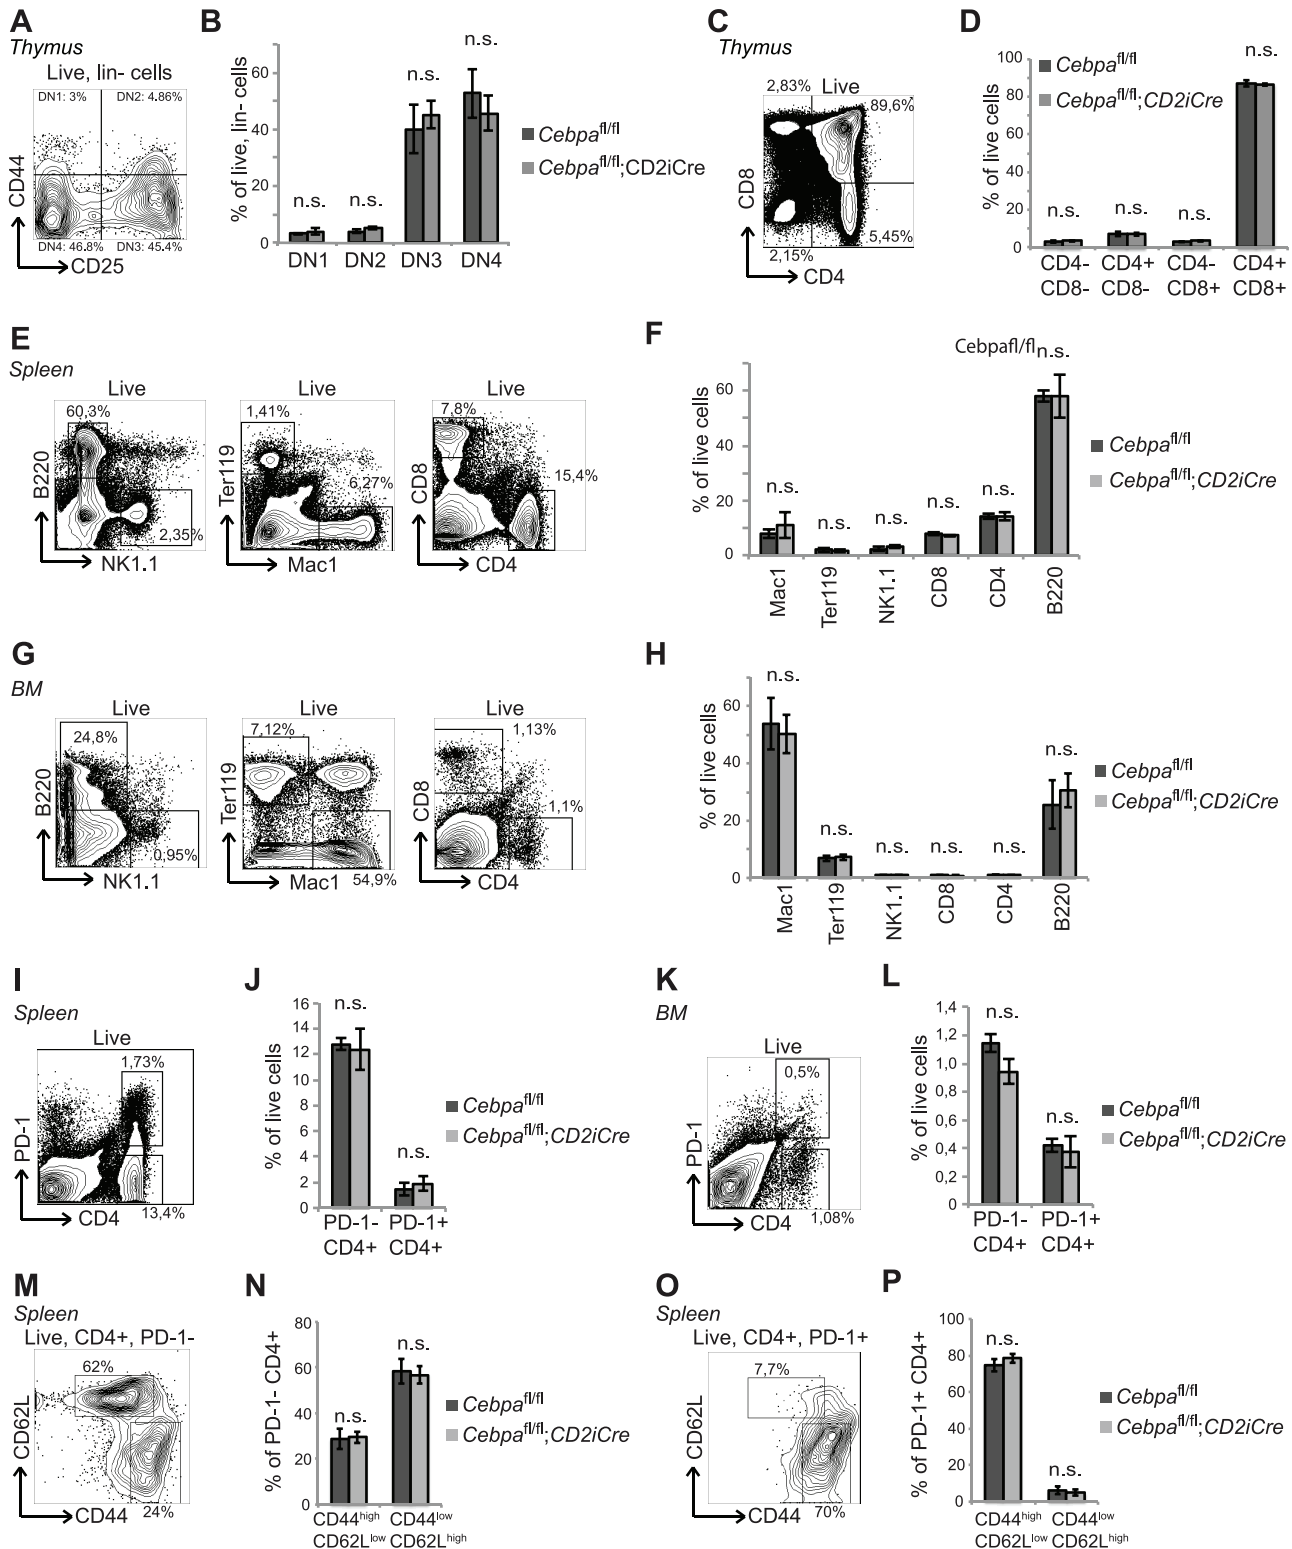 A
Thymus
Live, lin- cells
DN1: 3%
DN2: 4.86%
DN4: 46.8%
DN3: 45.4%
CD44
CD25
B
% of live, lin- cells
60
40
20
0
n.s.
n.s.
n.s.
n.s.
DN1
DN2
DN3
DN4
Cebpafl/fl
Cebpafl/fl;CD2iCre
C
Thymus
2,83%
Live
89,6%
5,45%
2,15%
CD8
CD4
D
% of live cells
100
80
60
40
20
0
n.s.
n.s.
n.s.
n.s.
Cebpafl/fl
Cebpafl/fl;CD2iCre
CD4- CD4+ CD4- CD4+
CD8- CD8- CD8+ CD8+
E
Spleen
Live
60,3%
2,35%
B220
NK1.1
Live
1,41%
6,27%
Ter119
Mac1
Live
7,8%
15,4%
CD8
CD4
F
Cebpafl/fl
n.s.
% of live cells
60
40
20
0
n.s.
n.s.
n.s.
n.s.
n.s.
Mac1
Ter119
NK1.1
CD8
CD4
B220
Cebpafl/fl
Cebpafl/fl;CD2iCre
G
BM
Live
24,8%
0,95%
B220
NK1.1
Live
7,12%
54,9%
Ter119
Mac1
Live
1,13%
1,1%
CD8
CD4
H
% of live cells
60
40
20
0
n.s.
n.s.
n.s.
n.s.
n.s.
n.s.
Mac1
Ter119
NK1.1
CD8
CD4
B220
Cebpafl/fl
Cebpafl/fl;CD2iCre
I
Spleen
Live
1,73%
13,4%
PD-1
CD4
J
% of live cells
16
14
12
10
8
6
4
2
0
n.s.
n.s.
PD-1- PD-1+
CD4+ CD4+
Cebpafl/fl
Cebpafl/fl;CD2iCre
K
BM
Live
0,5%
1,08%
PD-1
CD4
L
% of live cells
1,4
1,2
1,0
0,8
0,6
0,4
0,2
0
n.s.
n.s.
PD-1- PD-1+
CD4+ CD4+
Cebpafl/fl
Cebpafl/fl;CD2iCre
M
Spleen
Live, CD4+, PD-1-
62%
24%
CD62L
CD44
N
% of PD-1- CD4+
80
60
40
20
0
n.s.
n.s.
CD44high CD44low
CD62Llow CD62Lhigh
Cebpafl/fl
Cebpafl/fl;CD2iCre
O
Spleen
Live, CD4+, PD-1+
7,7%
70%
CD62L
CD44
P
% of PD-1+ CD4+
100
80
60
40
20
0
n.s.
n.s.
CD44high CD44low
CD62Llow CD62Lhigh
Cebpafl/fl
Cebpafl/fl;CD2iCre